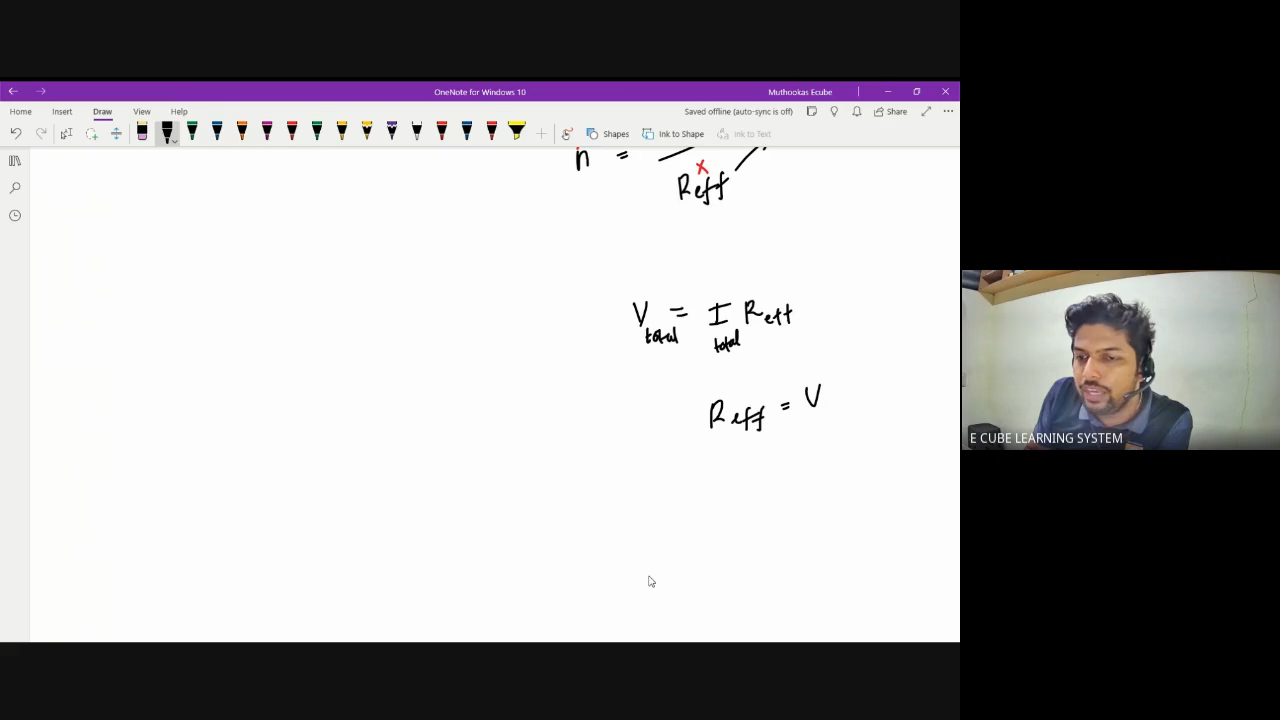 OneNote for Windows 10
Muthookas Ecube
Home Insert Draw View Help
Saved offline (auto-sync is off)
Share
Shapes
Ink to Shape
Ink to Text
n =
x
Reff
V total = I total Reff
Reff = V
E CUBE LEARNING SYSTEM